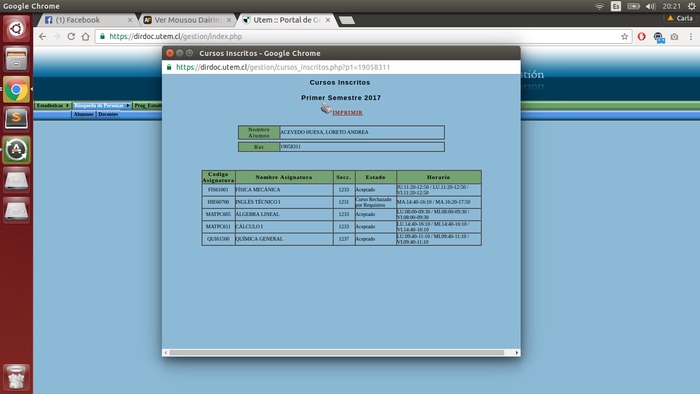 Google Chrome
Es
20:21
(1) Facebook
Ver Mousou Dairin
Utem :: Portal de G
Carla
https://dirdoc.utem.cl/gestion/index.php
Cursos Inscritos - Google Chrome
https://dirdoc.utem.cl/gestion/cursos_inscritos.php?p1=19058311
stión
Estadísticas
Búsqueda de Personas
Prog_Estudi
Alumnos
Docentes
Cursos Inscritos
Primer Semestre 2017
IMPRIMIR
Nombre Alumno ACEVEDO HUESA, LORETO ANDREA
Rut 19058311
Codigo Asignatura Nombre Asignatura Secc. Estado Horario
FIS61001 FÍSICA MECÁNICA 1233 Aceptado JU.11:20-12:50 / LU.11:20-12:50 / VI.11:20-12:50
HIE60700 INGLÉS TÉCNICO I 1231 Curso Rechazado por Requisitos MA.14:40-16:10 / MA.16:20-17:50
MATPC605 ÁLGEBRA LINEAL 1233 Aceptado LU.08:00-09:30 / MI.08:00-09:30 / VI.08:00-09:30
MATPC611 CÁLCULO I 1233 Aceptado LU.14:40-16:10 / MI.14:40-16:10 / VI.14:40-16:10
QUI61500 QUÍMICA GENERAL 1237 Aceptado LU.09:40-11:10 / MI.09:40-11:10 / VI.09:40-11:10